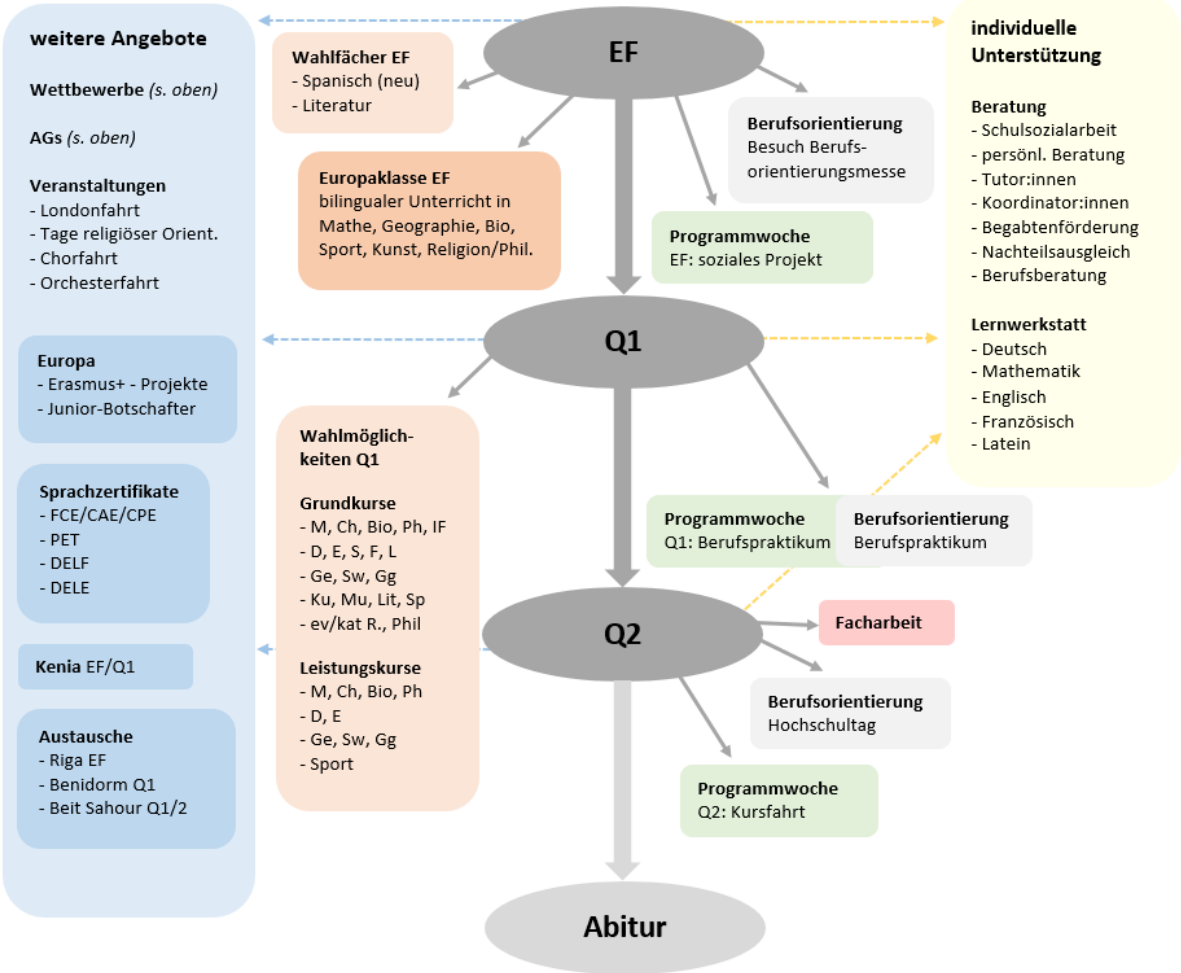 weitere Angebote
Wettbewerbe (s. oben)
AGs (s. oben)
Veranstaltungen
- Londonfahrt
- Tage religiöser Orient.
- Chorfahrt
- Orchesterfahrt
Europa
- Erasmus+ - Projekte
- Junior-Botschafter
Sprachzertifikate
- FCE/CAE/CPE
- PET
- DELF
- DELE
Kenia EF/Q1
Austausche
- Riga EF
- Benidorm Q1
- Beit Sahour Q1/2
EF
Wahlfächer EF
- Spanisch (neu)
- Literatur
Europaklasse EF
bilingualer Unterricht in
Mathe, Geographie, Bio,
Sport, Kunst, Religion/Phil.
Berufsorientierung
Besuch Berufs-
orientierungsmesse
Programmwoche
EF: soziales Projekt
Q1
Wahlmöglich-
keiten Q1
Grundkurse
- M, Ch, Bio, Ph, IF
- D, E, S, F, L
- Ge, Sw, Gg
- Ku, Mu, Lit, Sp
- ev/kat R., Phil
Leistungskurse
- M, Ch, Bio, Ph
- D, E
- Ge, Sw, Gg
- Sport
Programmwoche
Q1: Berufspraktikum
Berufsorientierung
Berufspraktikum
Q2
Facharbeit
Berufsorientierung
Hochschultag
Programmwoche
Q2: Kursfahrt
Abitur
individuelle
Unterstützung
Beratung
- Schulsozialarbeit
- persönl. Beratung
- Tutor:innen
- Koordinator:innen
- Begabtenförderung
- Nachteilsausgleich
- Berufsberatung
Lernwerkstatt
- Deutsch
- Mathematik
- Englisch
- Französisch
- Latein